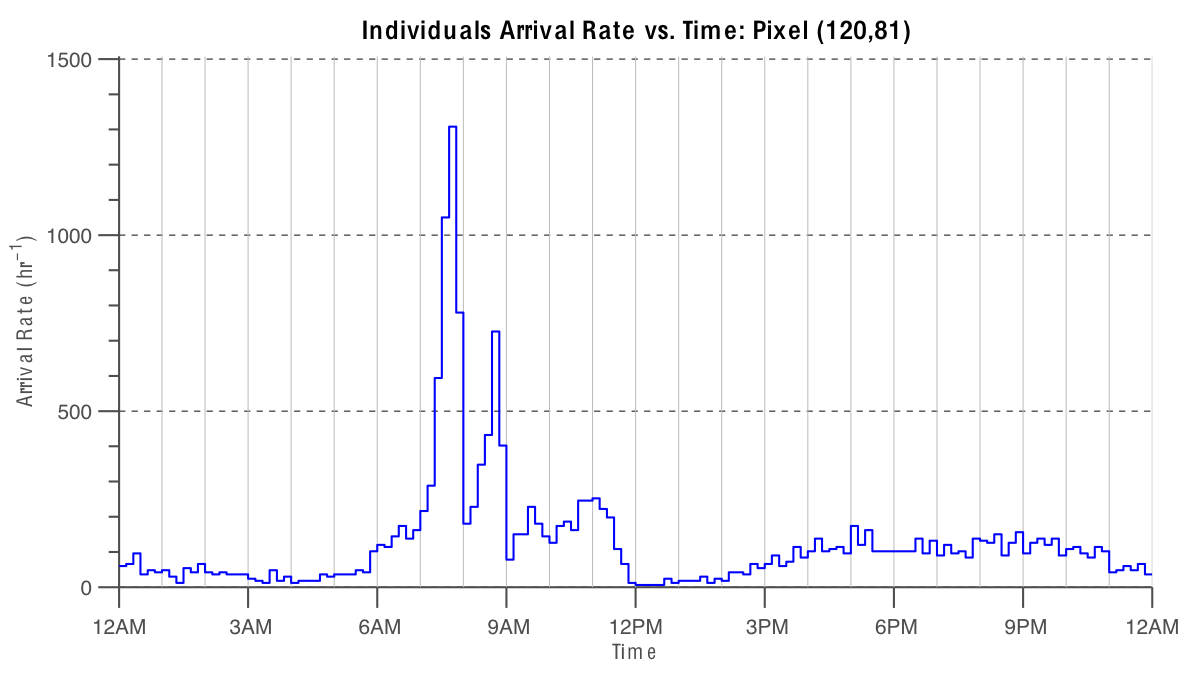 Individuals Arrival Rate vs. Time: Pixel (120,81)
1500
1000
500
0
Arrival Rate (hr⁻¹)
12AM 3AM 6AM 9AM 12PM 3PM 6PM 9PM 12AM
Time